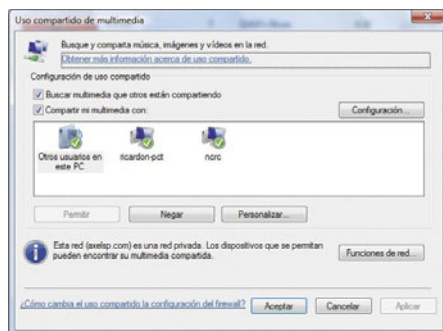 Uso compartido de multimedia
Busque y comparta música, imágenes y vídeos en la red.
Obtener más información acerca de uso compartido.
Configuración de uso compartido
Buscar multimedia que otros están compartiendo
Compartir mi multimedia con:
Configuración...
Otros usuarios en
este PC
ricardon-pct
ncrc
Permitir
Negar
Personalizar...
Esta red (axelsp.com) es una red privada. Los dispositivos que se permitan
pueden encontrar su multimedia compartida.
Funciones de red...
¿Cómo cambia el uso compartido la configuración del firewall?
Aceptar
Cancelar
Aplicar